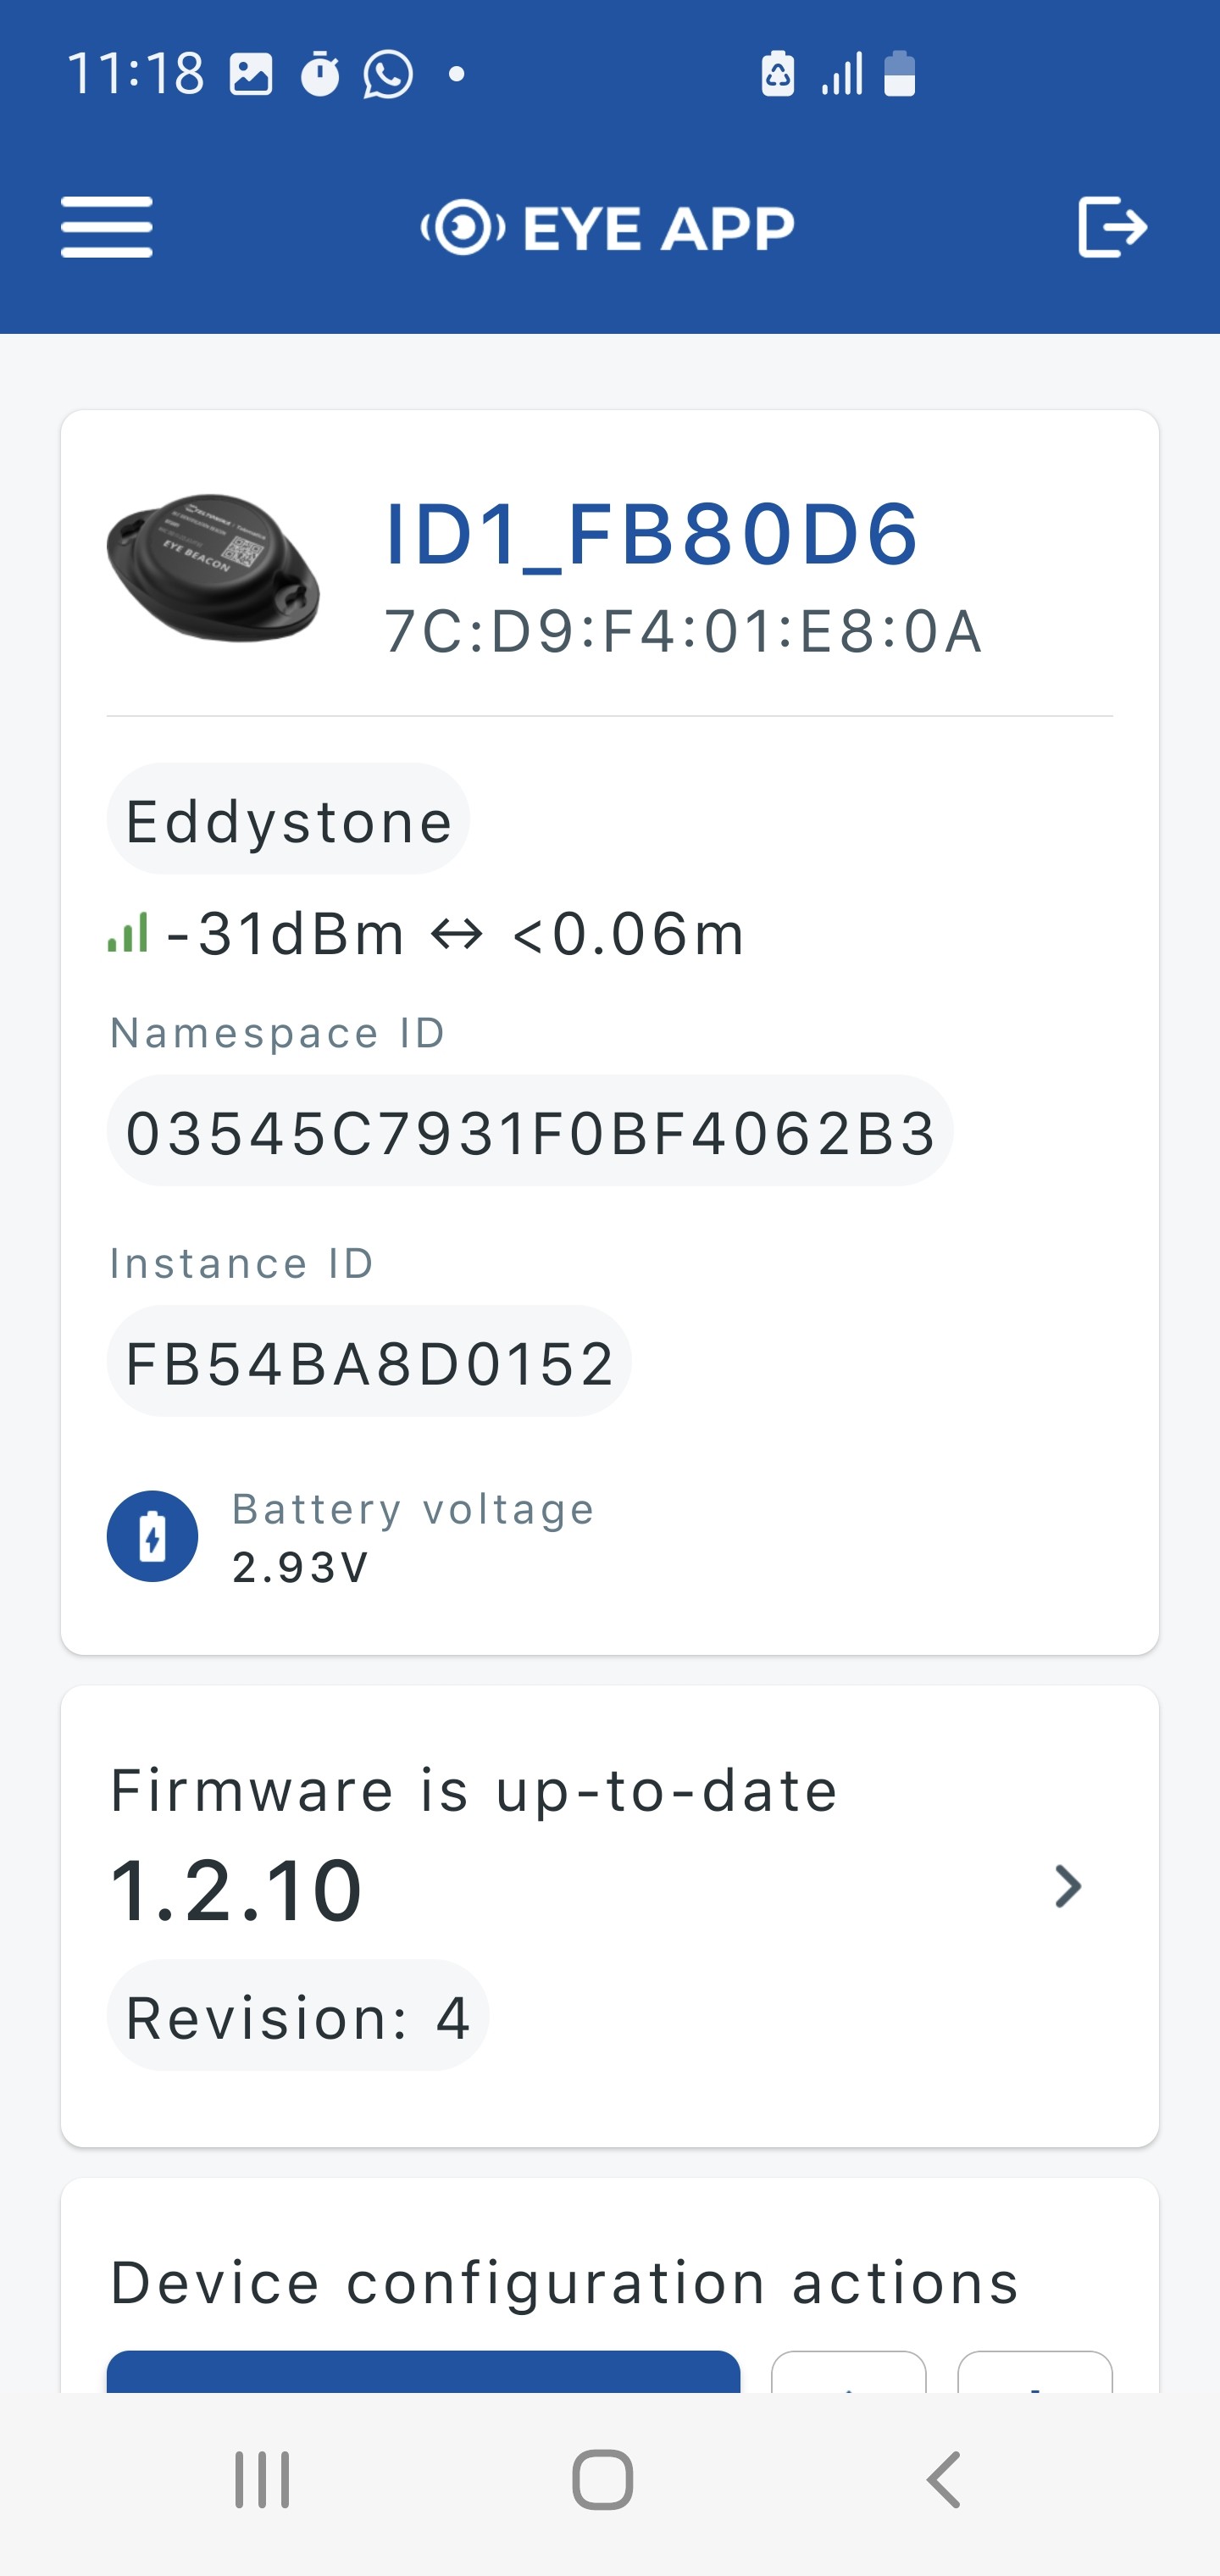 11:18
EYE APP
EYE BEACON
ID1_FB80D6
7C:D9:F4:01:E8:0A
Eddystone
-31dBm ↔ <0.06m
Namespace ID
03545C7931F0BF4062B3
Instance ID
FB54BA8D0152
Battery voltage
2.93V
Firmware is up-to-date
1.2.10
Revision: 4
Device configuration actions